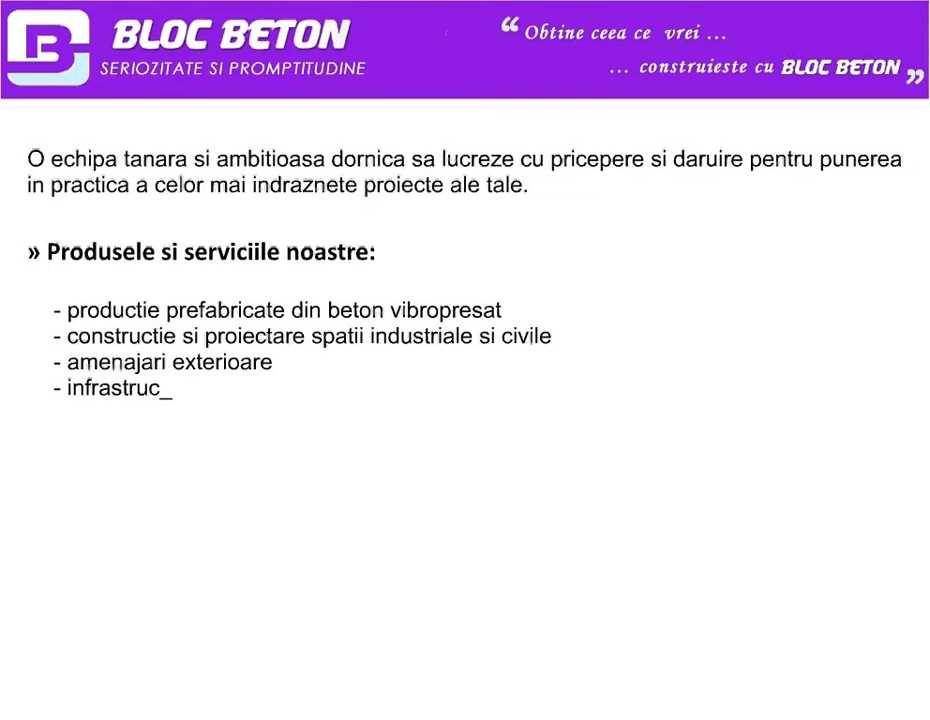 BLOC BETON
SERIOZITATE SI PROMPTITUDINE
“ Obtine ceea ce vrei ...
... construieste cu BLOC BETON ”
O echipa tanara si ambitioasa dornica sa lucreze cu pricepere si daruire pentru punerea
in practica a celor mai indraznete proiecte ale tale.
» Produsele si serviciile noastre:
- productie prefabricate din beton vibropresat
- constructie si proiectare spatii industriale si civile
- amenajari exterioare
- infrastruc_